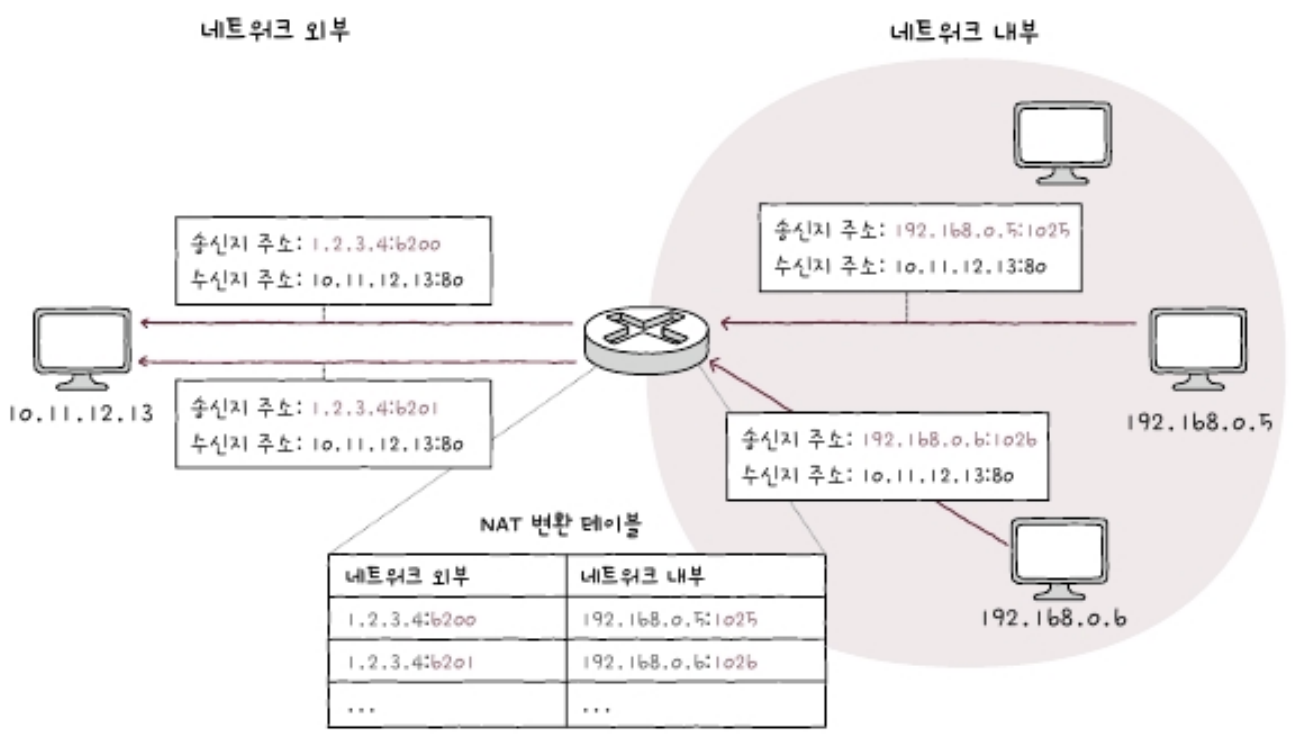 네트워크 외부
네트워크 내부
송신지 주소: 1.2.3.4:6200
수신지 주소: 10.11.12.13:80
송신지 주소: 192.168.0.5:1025
수신지 주소: 10.11.12.13:80
10.11.12.13
송신지 주소: 1.2.3.4:6201
수신지 주소: 10.11.12.13:80
192.168.0.5
송신지 주소: 192.168.0.6:1026
수신지 주소: 10.11.12.13:80
192.168.0.6
NAT 변환 테이블
네트워크 외부 네트워크 내부
1.2.3.4:6200 192.168.0.5:1025
1.2.3.4:6201 192.168.0.6:1026
... ...